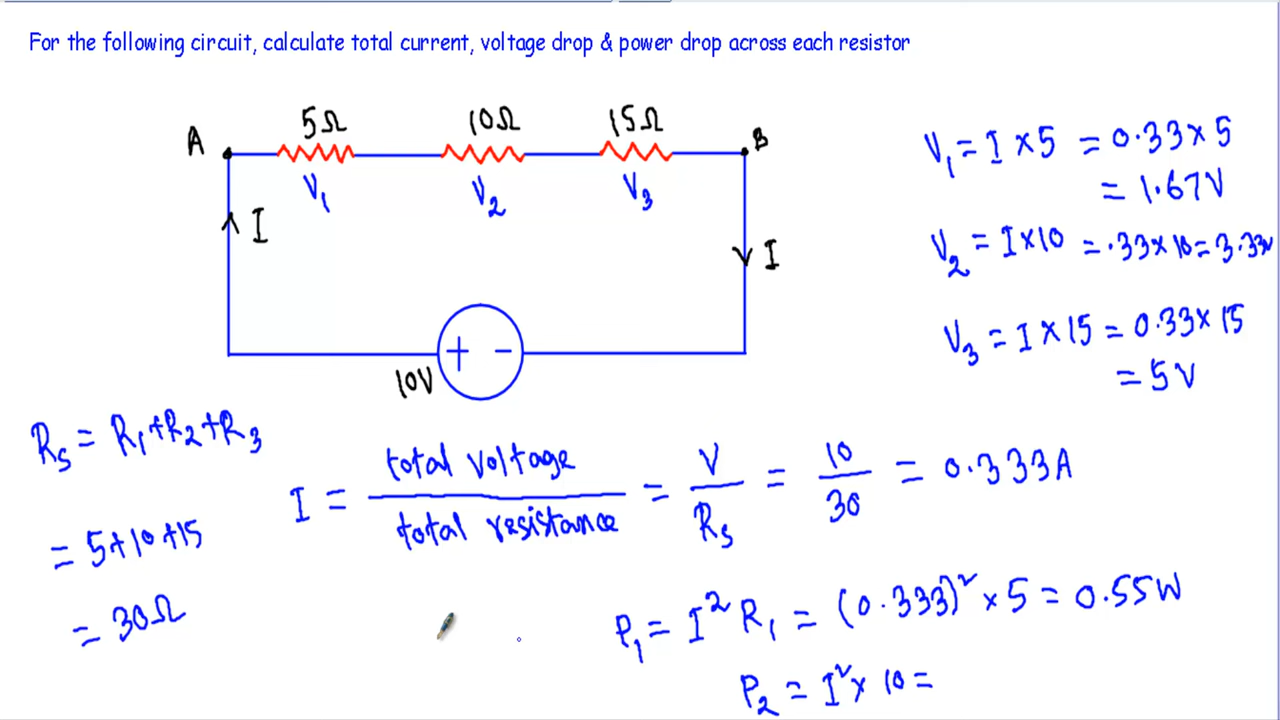 For the following circuit, calculate total current, voltage drop & power drop across each resistor
5Ω 10Ω 15Ω
A B
V₁ V₂ V₃
I I
+ −
10V
V₁ = I × 5 = 0.33 × 5
= 1.67V
V₂ = I × 10 = .33 × 10 = 3.33V
V₃ = I × 15 = 0.33 × 15
= 5V
Rₛ = R₁+R₂+R₃
= 5+10+15
= 30Ω
I = total voltage / total resistance = V / Rₛ = 10 / 30 = 0.333A
P₁ = I² R₁ = (0.333)² × 5 = 0.55W
P₂ = I² × 10 =